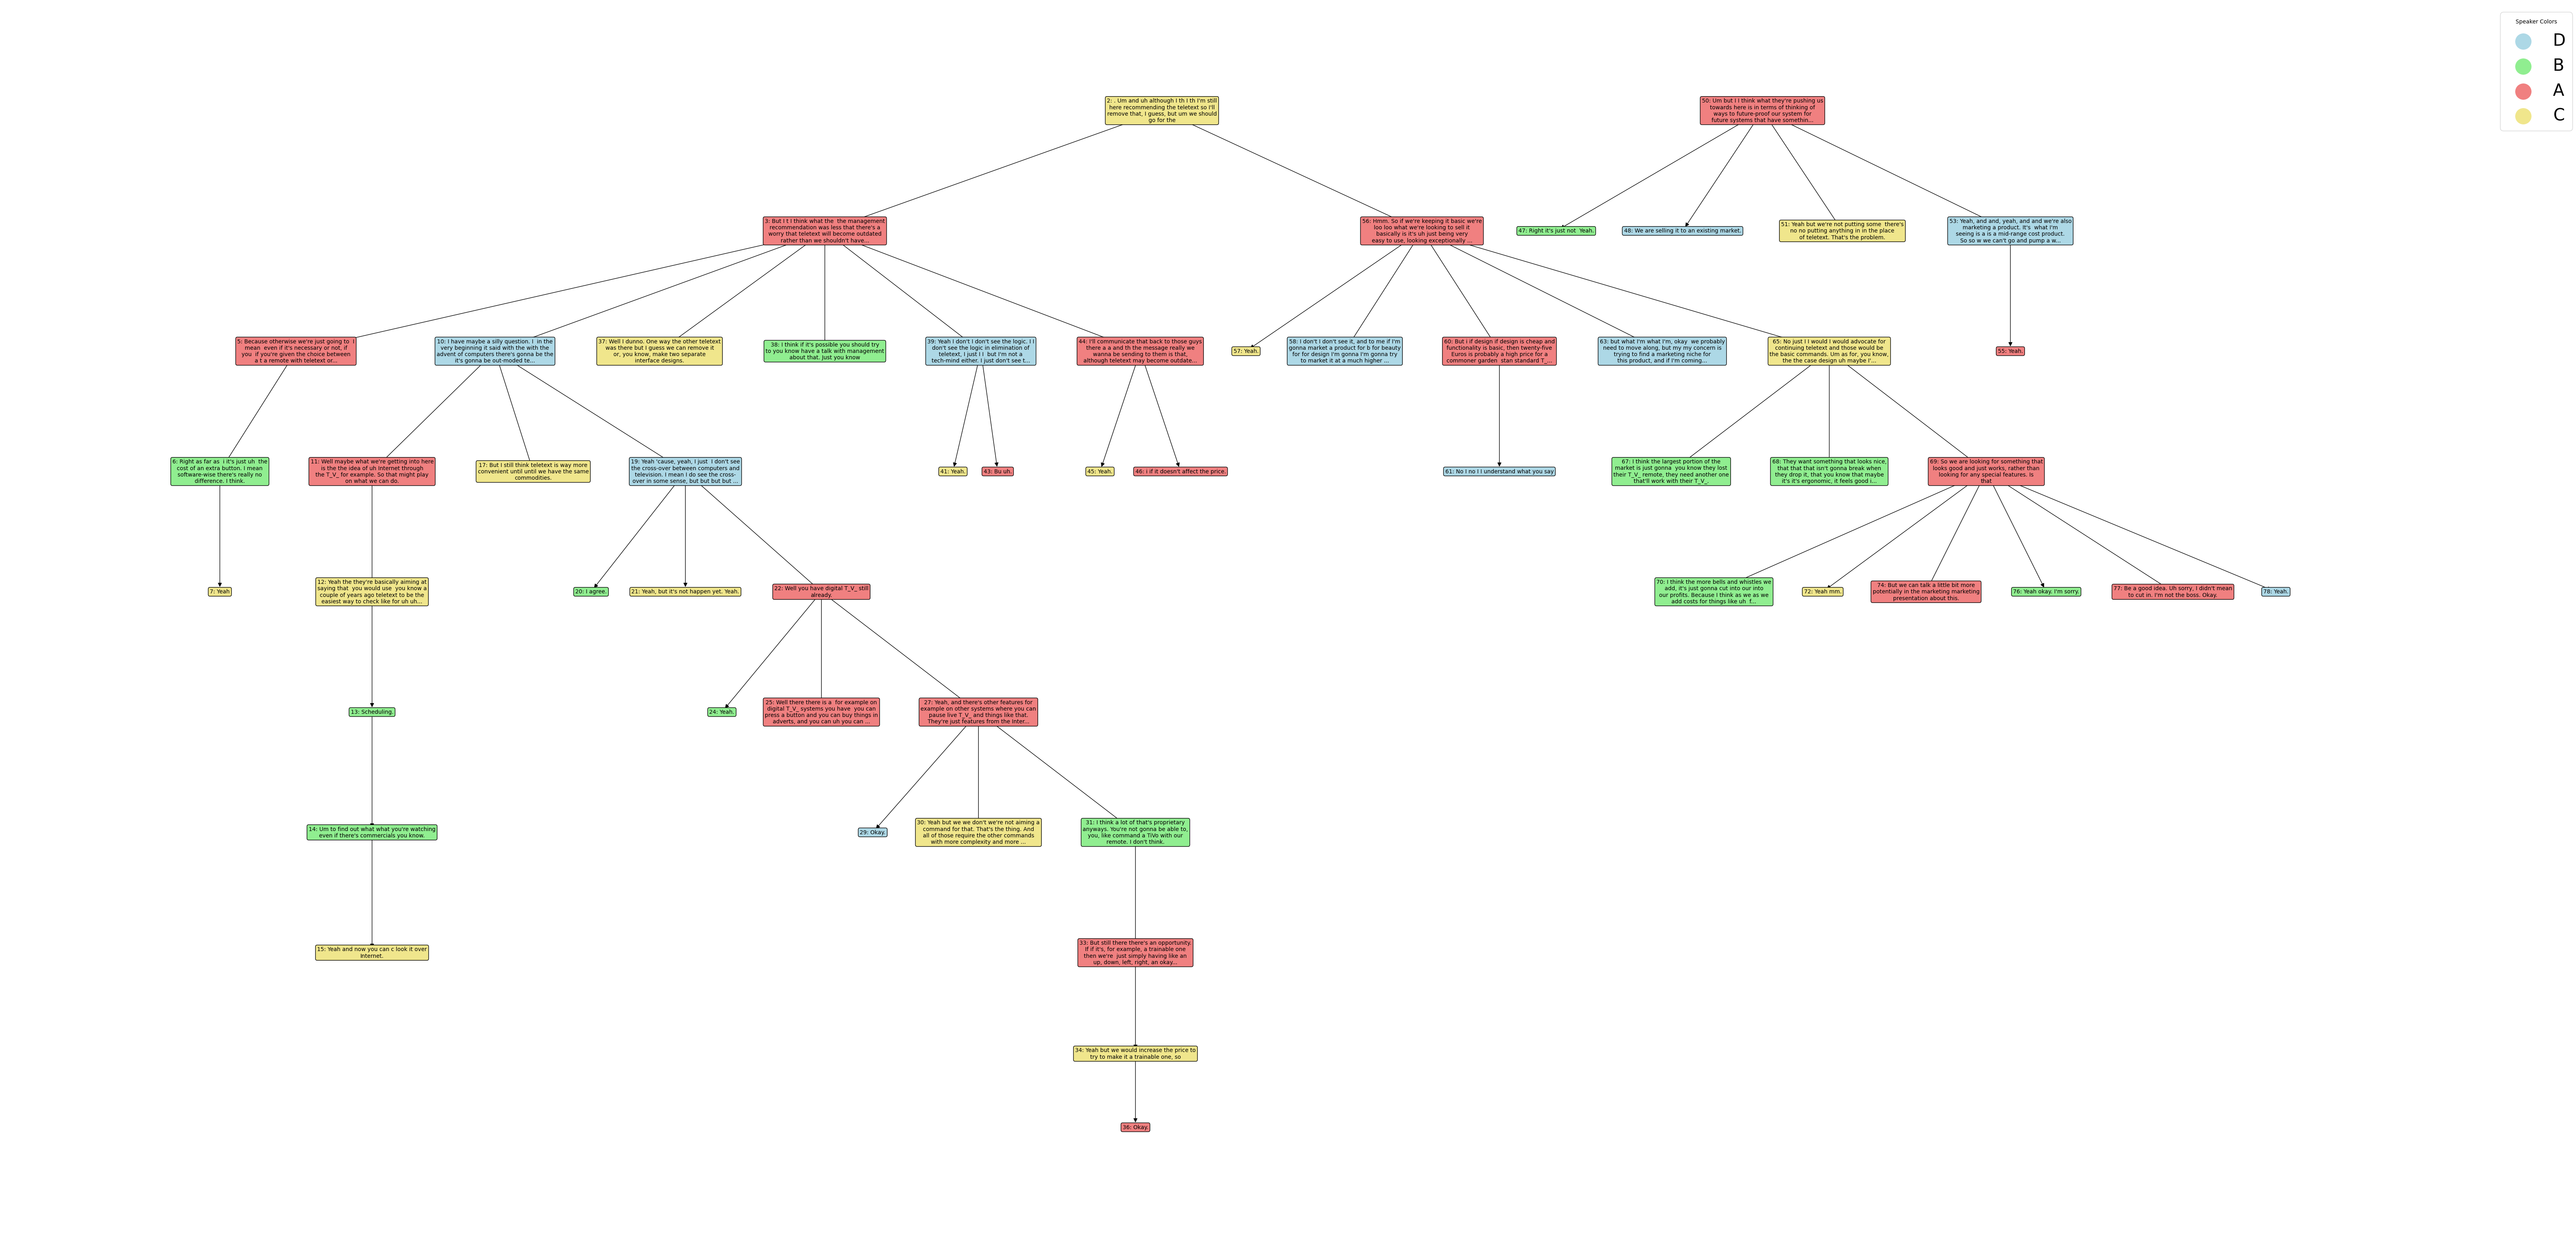 Speaker Colors
D
B
A
C
2: . Um and uh although I th I th I'm still
here recommending the teletext so I'll
remove that, I guess, but um we should
go for the
50: Um but I I think what they're pushing us
towards here is in terms of thinking of
ways to future-proof our system for
future systems that have somethin...
3: But I t I think what the  the management
recommendation was less that there's a
worry that teletext will become outdated
rather than we shouldn't have...
56: Hmm. So if we're keeping it basic we're
loo loo what we're looking to sell it
basically is it's uh just being very
easy to use, looking exceptionally ...
47: Right it's just not  Yeah.
48: We are selling it to an existing market.
51: Yeah but we're not putting some  there's
no no putting anything in in the place
of teletext. That's the problem.
53: Yeah, and and, yeah, and and we're also
marketing a product. It's  what I'm
seeing is a is a mid-range cost product.
So so w we can't go and pump a w...
5: Because otherwise we're just going to  I
mean  even if it's necessary or not, if
you  if you're given the choice between
a t a remote with teletext or...
10: I have maybe a silly question. I  in the
very beginning it said with the with the
advent of computers there's gonna be the
it's gonna be out-moded te...
37: Well I dunno. One way the other teletext
was there but I guess we can remove it
or, you know, make two separate
interface designs.
38: I think if it's possible you should try
to you know have a talk with management
about that. Just you know
39: Yeah I don't I don't see the logic. I I
don't see the logic in elimination of
teletext, I just I I  but I'm not a
tech-mind either. I just don't see t...
44: I'll communicate that back to those guys
there a a and th the message really we
wanna be sending to them is that,
although teletext may become outdate...
57: Yeah.
58: I don't I don't see it, and to me if I'm
gonna market a product for b for beauty
for for design I'm gonna I'm gonna try
to market it at a much higher ...
60: But I if design if design is cheap and
functionality is basic, then twenty-five
Euros is probably a high price for a
commoner garden  stan standard T_...
63: but what I'm what I'm, okay  we probably
need to move along, but my my concern is
trying to find a marketing niche for
this product, and if I'm coming...
65: No just I I would I would advocate for
continuing teletext and those would be
the basic commands. Um as for, you know,
the the case design uh maybe I'...
55: Yeah.
6: Right as far as  i it's just uh  the
cost of an extra button. I mean
software-wise there's really no
difference. I think.
11: Well maybe what we're getting into here
is the the idea of uh Internet through
the T_V_ for example. So that might play
on what we can do.
17: But I still think teletext is way more
convenient until until we have the same
commodities.
19: Yeah 'cause, yeah, I just  I don't see
the cross-over between computers and
television. I mean I do see the cross-
over in some sense, but but but but ...
41: Yeah.
43: Bu uh.
45: Yeah.
46: i if it doesn't affect the price.
61: No I no I I understand what you say
67: I think the largest portion of the
market is just gonna  you know they lost
their T_V_ remote, they need another one
that'll work with their T_V_.
68: They want something that looks nice,
that that that isn't gonna break when
they drop it, that you know that maybe
it's it's ergonomic, it feels good i...
69: So we are looking for something that
looks good and just works, rather than
looking for any special features. Is
that
7: Yeah
12: Yeah the they're basically aiming at
saying that  you would use  you know a
couple of years ago teletext to be the
easiest way to check like for uh uh...
20: I agree.
21: Yeah, but it's not happen yet. Yeah.
22: Well you have digital T_V_ still
already.
70: I think the more bells and whistles we
add, it's just gonna cut into our into
our profits. Because I think as we as we
add costs for things like uh  f...
72: Yeah mm.
74: But we can talk a little bit more
potentially in the marketing marketing
presentation about this.
76: Yeah okay. I'm sorry.
77: Be a good idea. Uh sorry, I didn't mean
to cut in. I'm not the boss. Okay.
78: Yeah.
13: Scheduling.
24: Yeah.
25: Well there there is a  for example on
digital T_V_ systems you have  you can
press a button and you can buy things in
adverts, and you can uh you can ...
27: Yeah, and there's other features for
example on other systems where you can
pause live T_V_ and things like that.
They're just features from the Inter...
14: Um to find out what what you're watching
even if there's commercials you know.
29: Okay.
30: Yeah but we we don't we're not aiming a
command for that. That's the thing. And
all of those require the other commands
with more complexity and more ...
31: I think a lot of that's proprietary
anyways. You're not gonna be able to,
you, like command a TiVo with our
remote, I don't think.
15: Yeah and now you can c look it over
Internet.
33: But still there there's an opportunity.
If if it's, for example, a trainable one
then we're. just simply having like an
up, down, left, right, an okay...
34: Yeah but we would increase the price to
try to make it a trainable one, so
36: Okay.